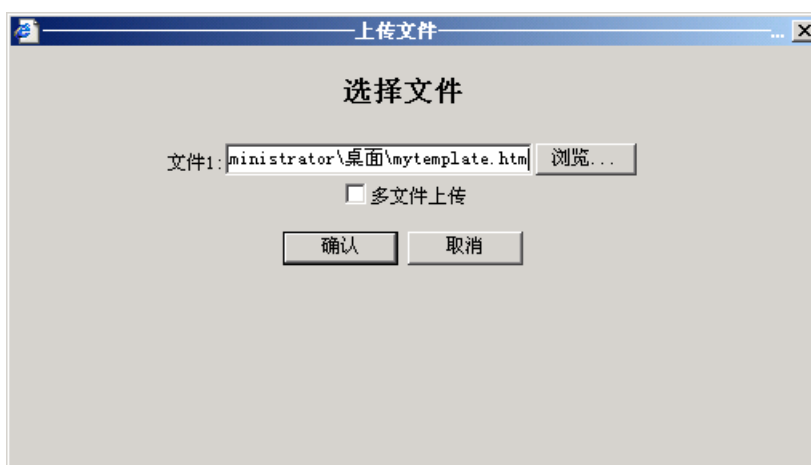 上传文件 ...
选择文件
文件1: ministrator\桌面\mytemplate.htm 浏览...
多文件上传
确认 取消